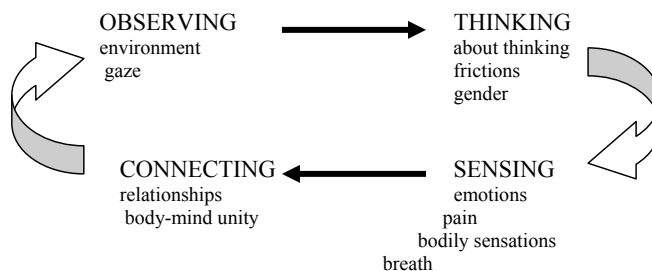 OBSERVING
environment
gaze
THINKING
about thinking
frictions
gender
CONNECTING
relationships
body-mind unity
SENSING
emotions
pain
bodily sensations
breath